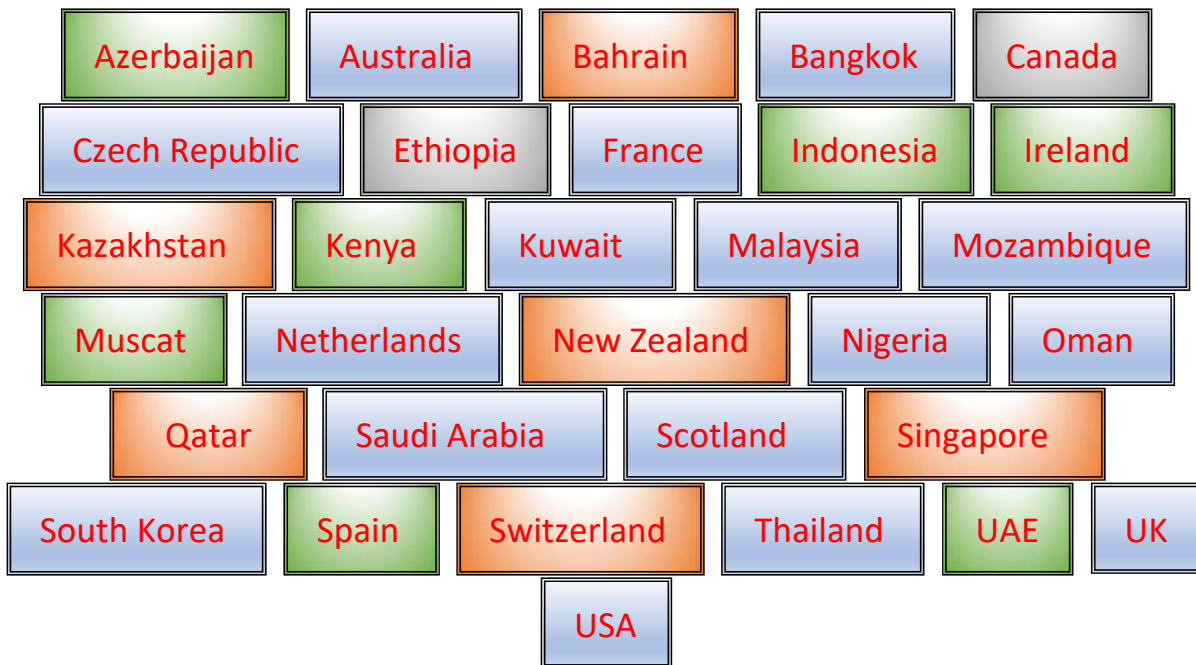 Azerbaijan Australia Bahrain Bangkok Canada
Czech Republic Ethiopia France Indonesia Ireland
Kazakhstan Kenya Kuwait Malaysia Mozambique
Muscat Netherlands New Zealand Nigeria Oman
Qatar Saudi Arabia Scotland Singapore
South Korea Spain Switzerland Thailand UAE UK
USA